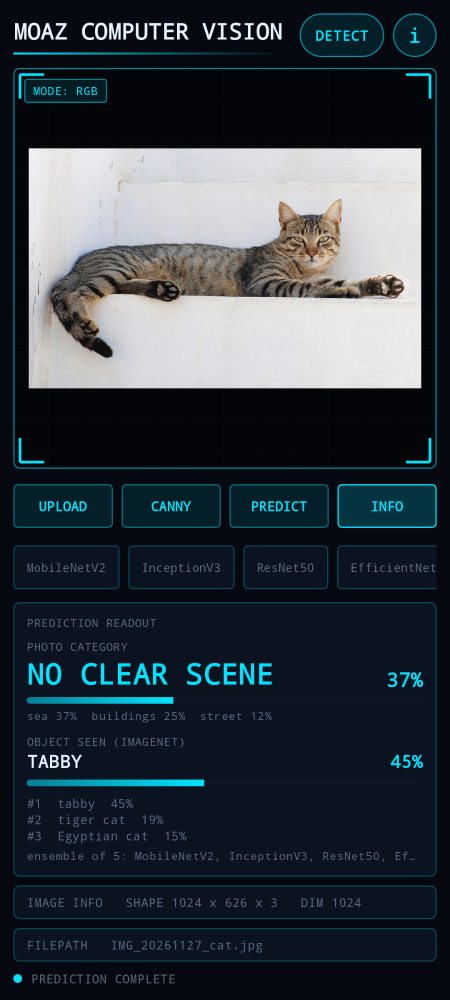 MOAZ COMPUTER VISION
DETECT
i
MODE: RGB
UPLOAD
CANNY
PREDICT
INFO
MobileNetV2
InceptionV3
ResNet50
EfficientNet
PREDICTION READOUT
PHOTO CATEGORY
NO CLEAR SCENE 37%
sea 37% buildings 25% street 12%
OBJECT SEEN (IMAGENET)
TABBY 45%
#1 tabby 45%
#2 tiger cat 19%
#3 Egyptian cat 15%
ensemble of 5: MobileNetV2, InceptionV3, ResNet50, Ef…
IMAGE INFO SHAPE 1024 x 626 x 3 DIM 1024
FILEPATH IMG_20261127_cat.jpg
PREDICTION COMPLETE